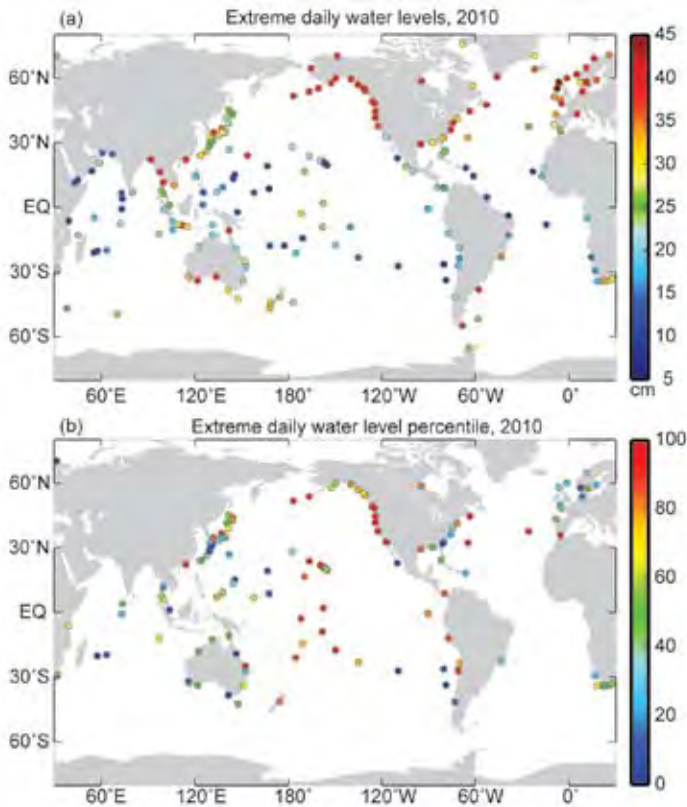 (a) Extreme daily water levels, 2010
45
60°N
40
35
30°N
30
EQ
25
20
30°S
15
60°S
10
5
cm
60°E 120°E 180° 120°W 60°W 0°
(b) Extreme daily water level percentile, 2010
100
60°N
80
30°N
60
EQ
40
30°S
20
60°S
0
60°E 120°E 180° 120°W 60°W 0°